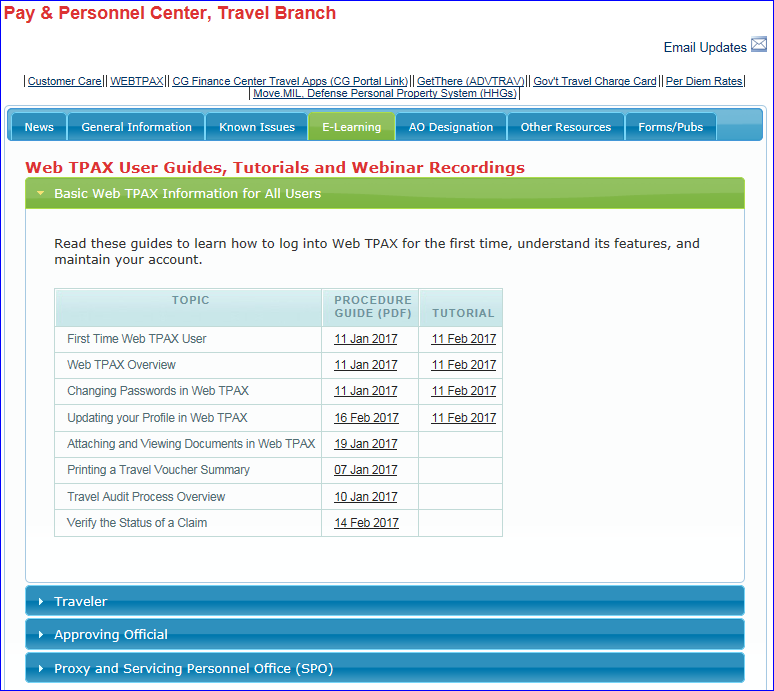 Pay & Personnel Center, Travel Branch
Email Updates
|Customer Care||WEBTPAX||CG Finance Center Travel Apps (CG Portal Link)||GetThere (AD\/TRAV)||Gov't Travel Charge Card||Per Diem Rates|
|Move.MIL, Defense Personal Property System (HHGs)|
News General Information Known Issues E-Learning AO Designation Other Resources Forms/Pubs
Web TPAX User Guides, Tutorials and Webinar Recordings
Basic Web TPAX Information for All Users
Read these guides to learn how to log into Web TPAX for the first time, understand its features, and
maintain your account.
TOPIC PROCEDURE
GUIDE (PDF) TUTORIAL
First Time Web TPAX User 11 Jan 2017 11 Feb 2017
Web TPAX Overview 11 Jan 2017 11 Feb 2017
Changing Passwords in Web TPAX 11 Jan 2017 11 Feb 2017
Updating your Profile in Web TPAX 16 Feb 2017 11 Feb 2017
Attaching and Viewing Documents in Web TPAX 19 Jan 2017
Printing a Travel Voucher Summary 07 Jan 2017
Travel Audit Process Overview 10 Jan 2017
Verify the Status of a Claim 14 Feb 2017
Traveler
Approving Official
Proxy and Servicing Personnel Office (SPO)